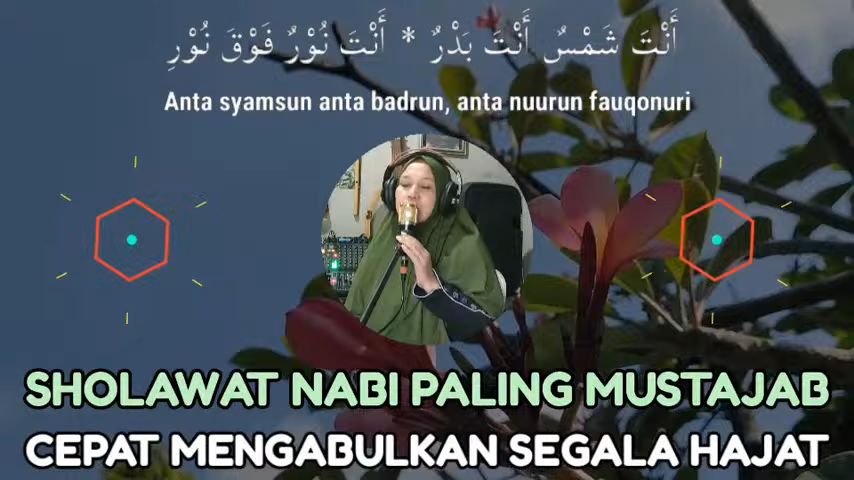 أَنْتَ شَمْسٌ أَنْتَ بَدْرٌ * أَنْتَ نُوْرٌ فَوْقَ نُوْرِ
Anta syamsun anta badrun, anta nuurun fauqonuri
SHOLAWAT NABI PALING MUSTAJAB
CEPAT MENGABULKAN SEGALA HAJAT